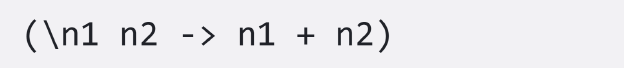 (\n1 n2 -> n1 + n2)